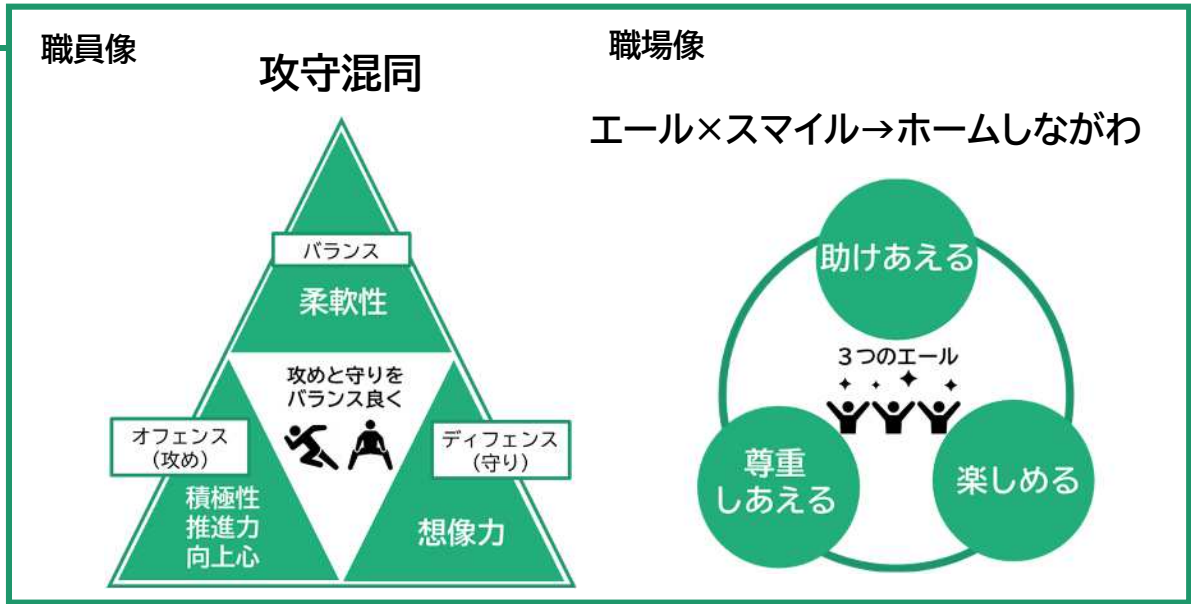 職員像
攻守混同
バランス
柔軟性
攻めと守りを
バランス良く
オフェンス
(攻め)
積極性
推進力
向上心
ディフェンス
(守り)
想像力
職場像
エール×スマイル→ホームしながわ
助けあえる
3つのエール
尊重
しあえる
楽しめる